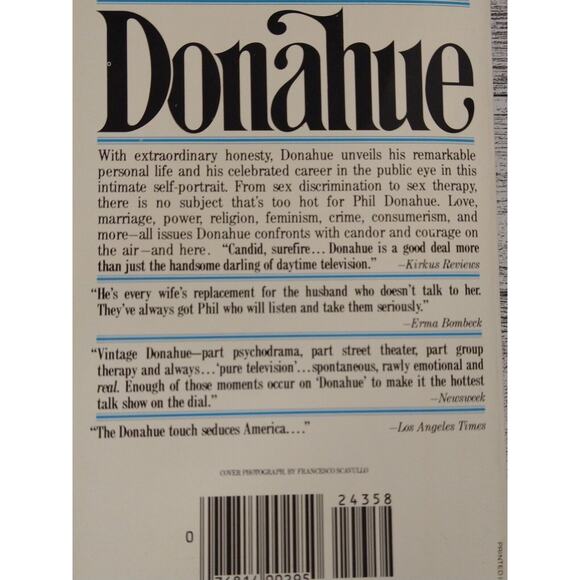 Donahue
With extraordinary honesty, Donahue unveils his remarkable
personal life and his celebrated career in the public eye in this
intimate self-portrait. From sex discrimination to sex therapy,
there is no subject that's too hot for Phil Donahue. Love,
marriage, power, religion, feminism, crime, consumerism, and
more—all issues Donahue confronts with candor and courage on
the air—and here. “Candid, surefire... Donahue is a good deal more
than just the handsome darling of daytime television.” —Kirkus Reviews
“He's every wife's replacement for the husband who doesn't talk to her.
They've always got Phil who will listen and take them seriously.”
—Erma Bombeck
“Vintage Donahue—part psychodrama, part street theater, part group
therapy and always...‘pure television’...spontaneous, rawly emotional and
real. Enough of those moments occur on ‘Donahue’ to make it the hottest
talk show on the dial.” —Newsweek
“The Donahue touch seduces America....” —Los Angeles Times
COVER PHOTOGRAPH, BY FRANCESCO SCAVULLO
24358
0
PRINTED